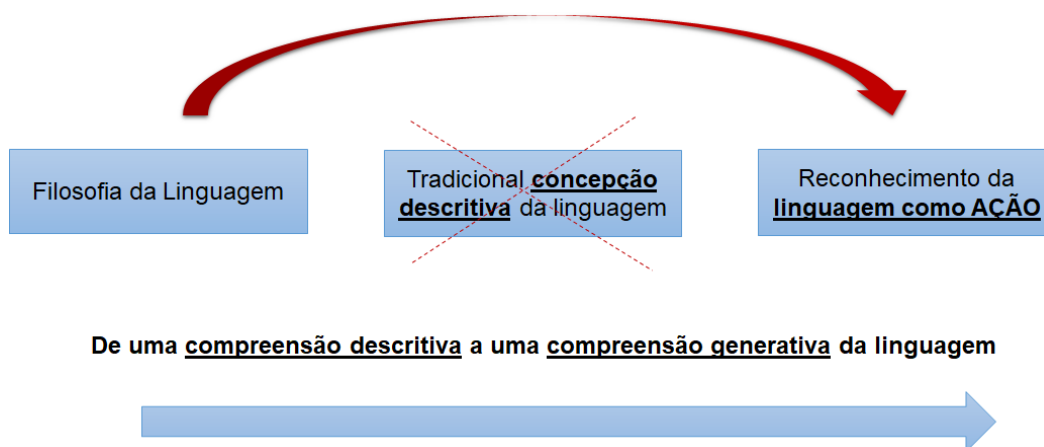 Filosofia da Linguagem
Tradicional concepção
descritiva da linguagem
Reconhecimento da
linguagem como AÇÃO
De uma compreensão descritiva a uma compreensão generativa da linguagem